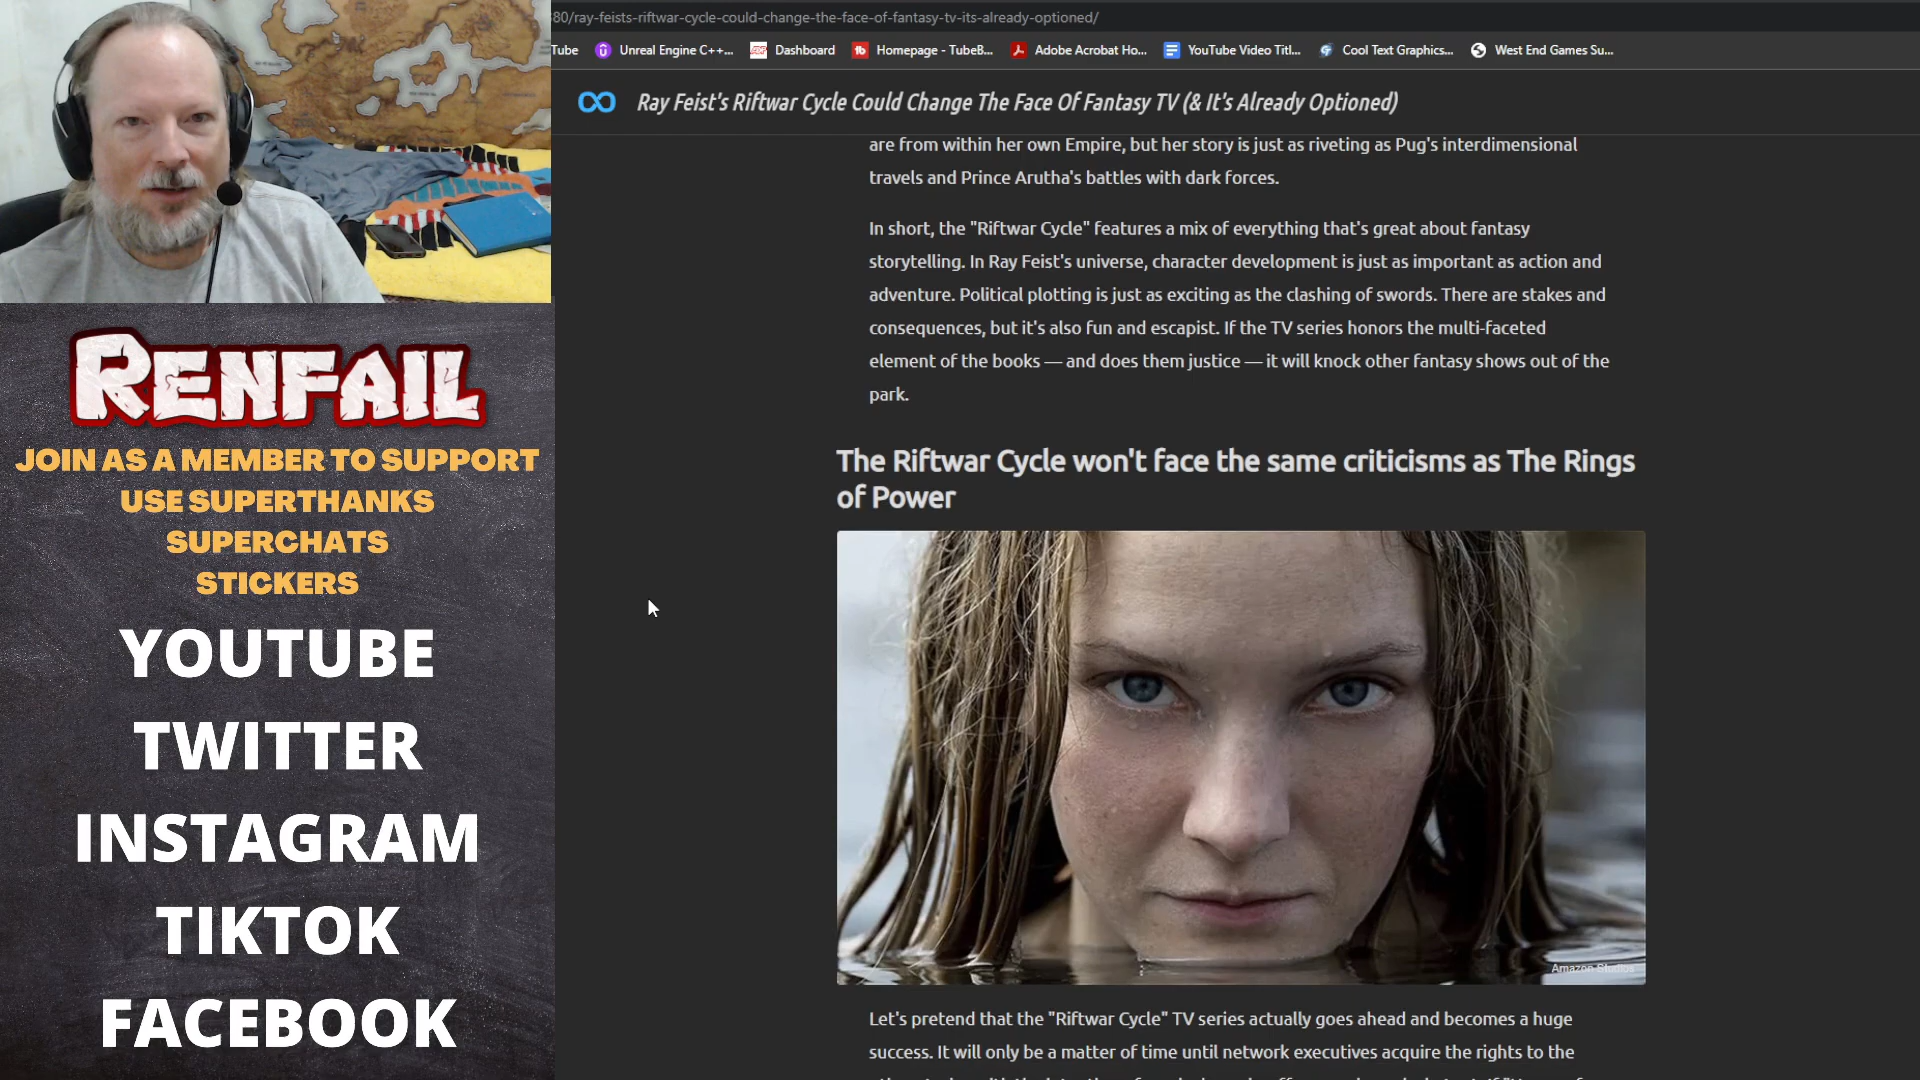 80/ray-feists-riftwar-cycle-could-change-the-face-of-fantasy-tv-its-already-optioned/
Tube Unreal Engine C++... Dashboard Homepage - TubeB... Adobe Acrobat Ho... YouTube Video Titl... Cool Text Graphics... West End Games Su...
Ray Feist's Riftwar Cycle Could Change The Face Of Fantasy TV (& It's Already Optioned)
are from within her own Empire, but her story is just as riveting as Pug's interdimensional
travels and Prince Arutha's battles with dark forces.
In short, the "Riftwar Cycle" features a mix of everything that's great about fantasy
storytelling. In Ray Feist's universe, character development is just as important as action and
adventure. Political plotting is just as exciting as the clashing of swords. There are stakes and
consequences, but it's also fun and escapist. If the TV series honors the multi-faceted
element of the books — and does them justice — it will knock other fantasy shows out of the
park.
The Riftwar Cycle won't face the same criticisms as The Rings
of Power
Amazon Studios
Let's pretend that the "Riftwar Cycle" TV series actually goes ahead and becomes a huge
success. It will only be a matter of time until network executives acquire the rights to the
RENFAIL
JOIN AS A MEMBER TO SUPPORT
USE SUPERTHANKS
SUPERCHATS
STICKERS
YOUTUBE
TWITTER
INSTAGRAM
TIKTOK
FACEBOOK